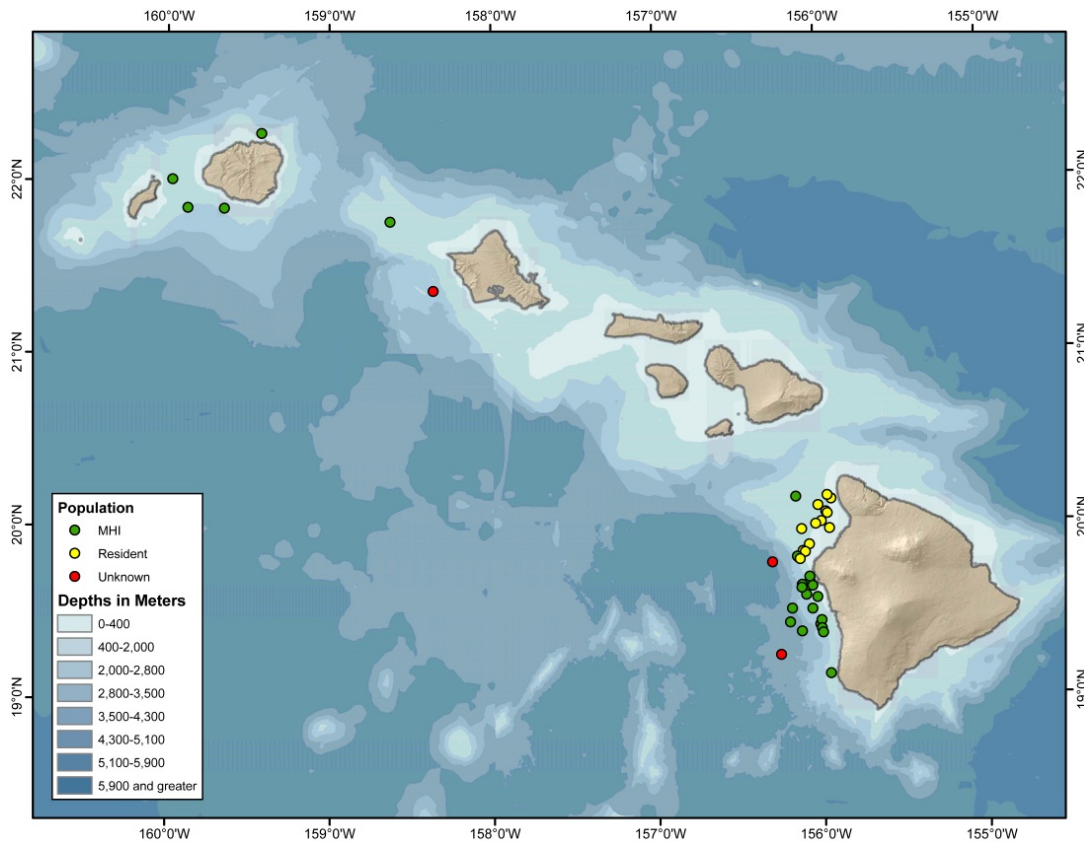 160°0'W 159°0'W 158°0'W 157°0'W 156°0'W 155°0'W
22°0'N 22°0'N
21°0'N 21°0'N
20°0'N 20°0'N
19°0'N 19°0'N
Population
MHI
Resident
Unknown
Depths in Meters
0-400
400-2,000
2,000-2,800
2,800-3,500
3,500-4,300
4,300-5,100
5,100-5,900
5,900 and greater
160°0'W 159°0'W 158°0'W 157°0'W 156°0'W 155°0'W